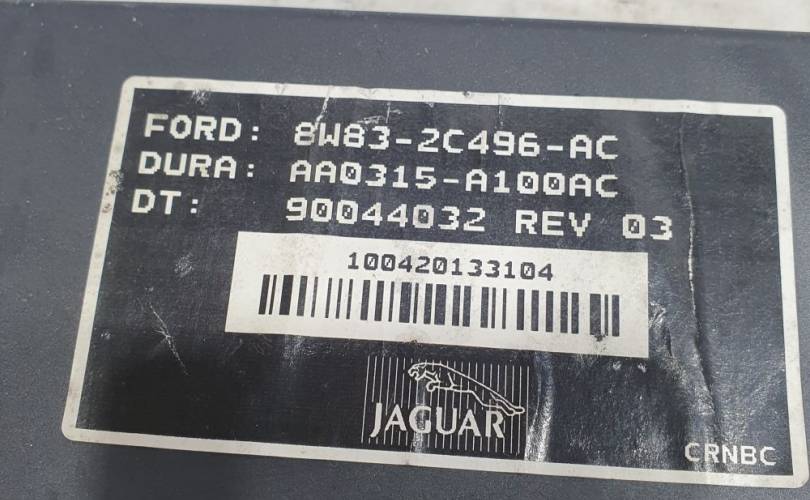 FORD: 8W83-2C496-AC
DURA: AA0315-A100AC
DT: 90044032 REV 03
100420133104
JAGUAR
CRNBC